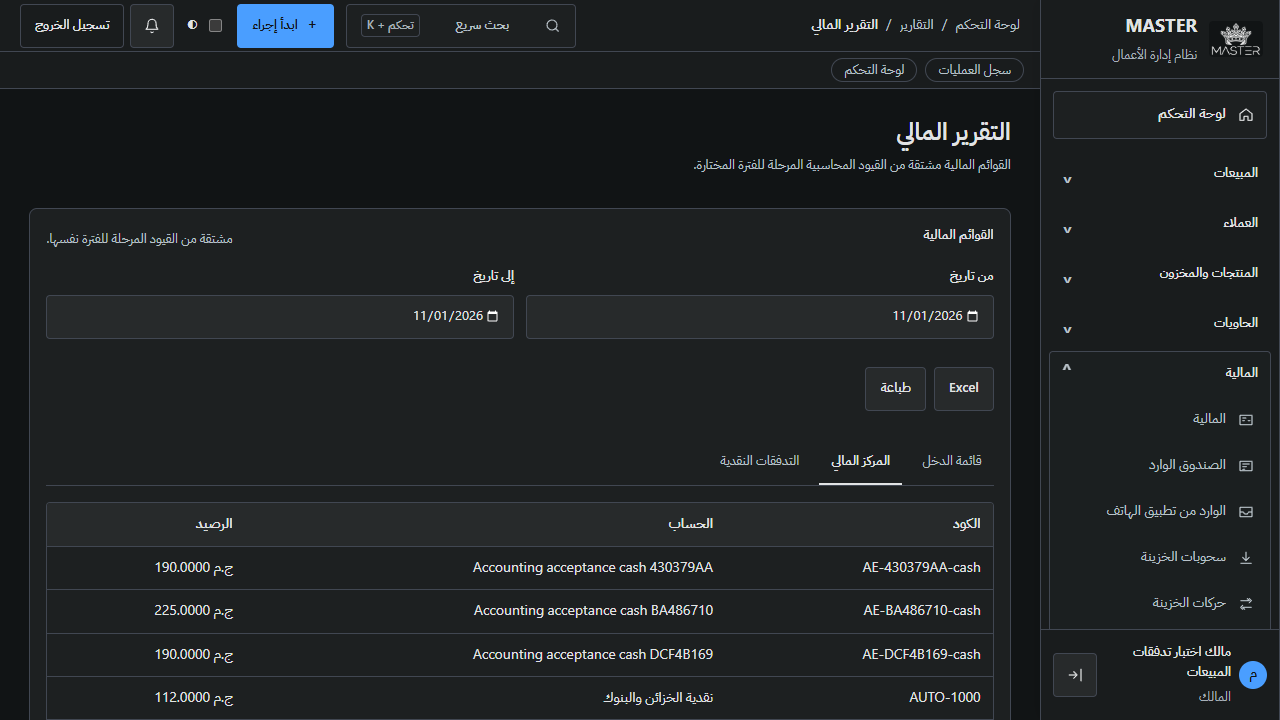 MASTER
نظام إدارة الأعمال
MASTER
لوحة التحكم
المبيعات
العملاء
المنتجات والمخزون
الحاويات
المالية
المالية
الصندوق الوارد
الوارد من تطبيق الهاتف
سحوبات الخزينة
حركات الخزينة
مالك اختبار تدفقات المبيعات
المالك
م
لوحة التحكم / التقارير / التقرير المالي
بحث سريع تحكم + K
+ ابدأ إجراء
تسجيل الخروج
سجل العمليات
لوحة التحكم
التقرير المالي
القوائم المالية مشتقة من القيود المحاسبية المرحلة للفترة المختارة.
القوائم المالية
مشتقة من القيود المرحلة للفترة نفسها.
من تاريخ
إلى تاريخ
11/01/2026
11/01/2026
Excel
طباعة
قائمة الدخل
المركز المالي
التدفقات النقدية
الكود الحساب الرصيد
AE-430379AA-cash Accounting acceptance cash 430379AA ج.م 190.0000
AE-BA486710-cash Accounting acceptance cash BA486710 ج.م 225.0000
AE-DCF4B169-cash Accounting acceptance cash DCF4B169 ج.م 190.0000
AUTO-1000 نقدية الخزائن والبنوك ج.م 112.0000